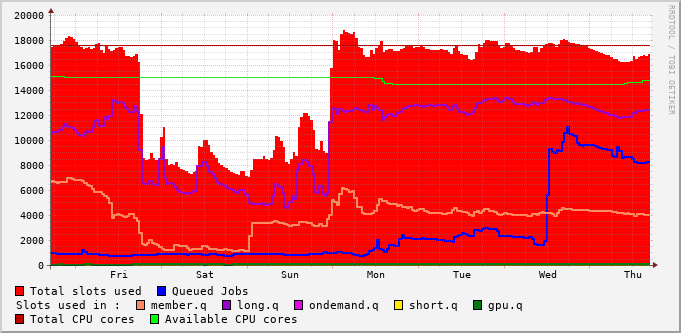 20000
18000
16000
14000
12000
10000
8000
6000
4000
2000
0
Fri Sat Sun Mon Tue Wed Thu
RRDTOOL / TOBI OETIKER
Total slots used Queued Jobs
Slots used in : member.q long.q ondemand.q short.q gpu.q
Total CPU cores Available CPU cores